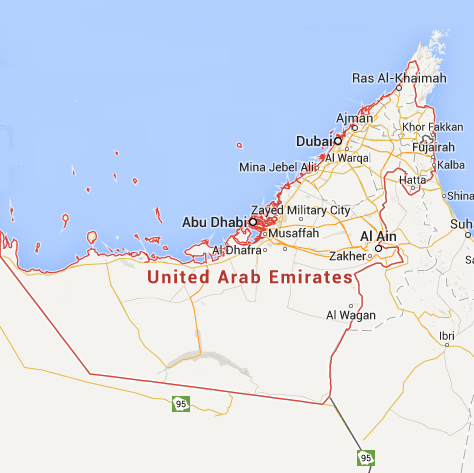 Ras Al-Khaimah
Ajman
Khor Fakkan
Dubai
Fujairah
Al Warqa
Mina Jebel Ali
Kalba
Hatta
Shina
Zayed Military City
Abu Dhabi
Suh
Musaffah
Al Ain
Al Dhafra
Zakher
Sa
United Arab Emirates
Al Wagan
Ibri
95
95